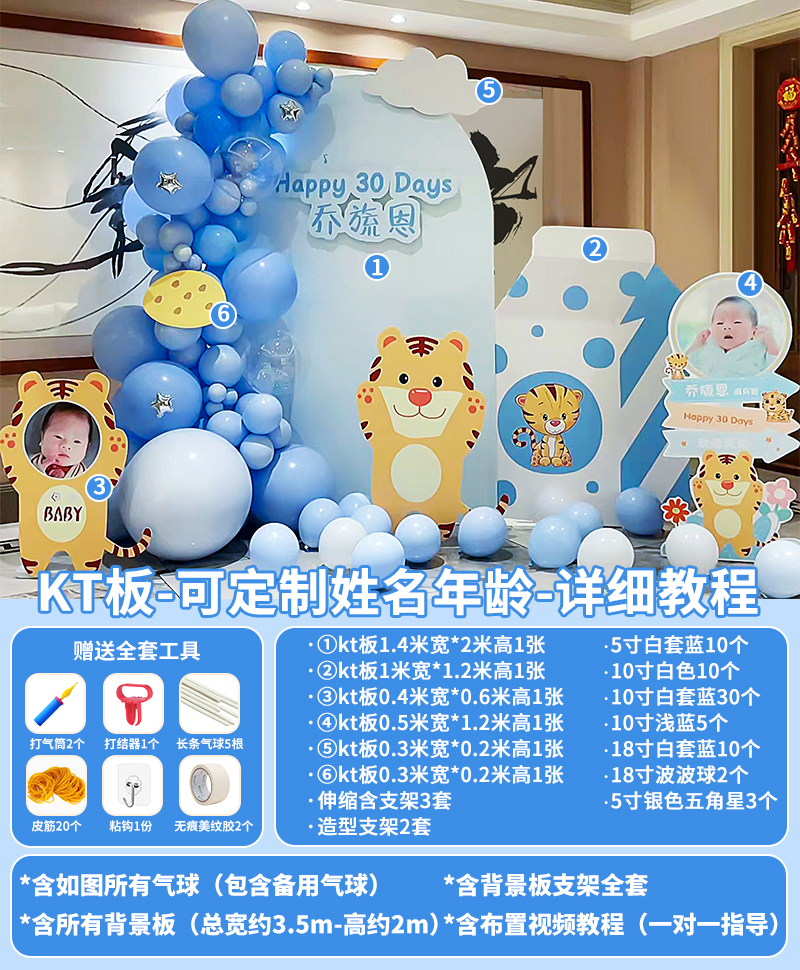 ⑤
Happy 30 Days
乔旒恩
②
①
④
⑥
乔旒恩
Happy 30 Days
③
BABY
KT板-可定制姓名年龄-详细教程
赠送全套工具
打气筒2个
打结器1个
长条气球5根
皮筋20个
粘钩1份
无痕美纹胶2个
·①kt板1.4米宽*2米高1张
·②kt板1米宽*1.2米高1张
·③kt板0.4米宽*0.6米高1张
·④kt板0.5米宽*1.2米高1张
·⑤kt板0.3米宽*0.2米高1张
·⑥kt板0.3米宽*0.2米高1张
·伸缩含支架3套
·造型支架2套
·5寸白套蓝10个
·10寸白色10个
·10寸白套蓝30个
·10寸浅蓝5个
·18寸白套蓝10个
·18寸波波球2个
·5寸银色五角星3个
*含如图所有气球（包含备用气球）
*含背景板支架全套
*含所有背景板（总宽约3.5m-高约2m）
*含布置视频教程（一对一指导）